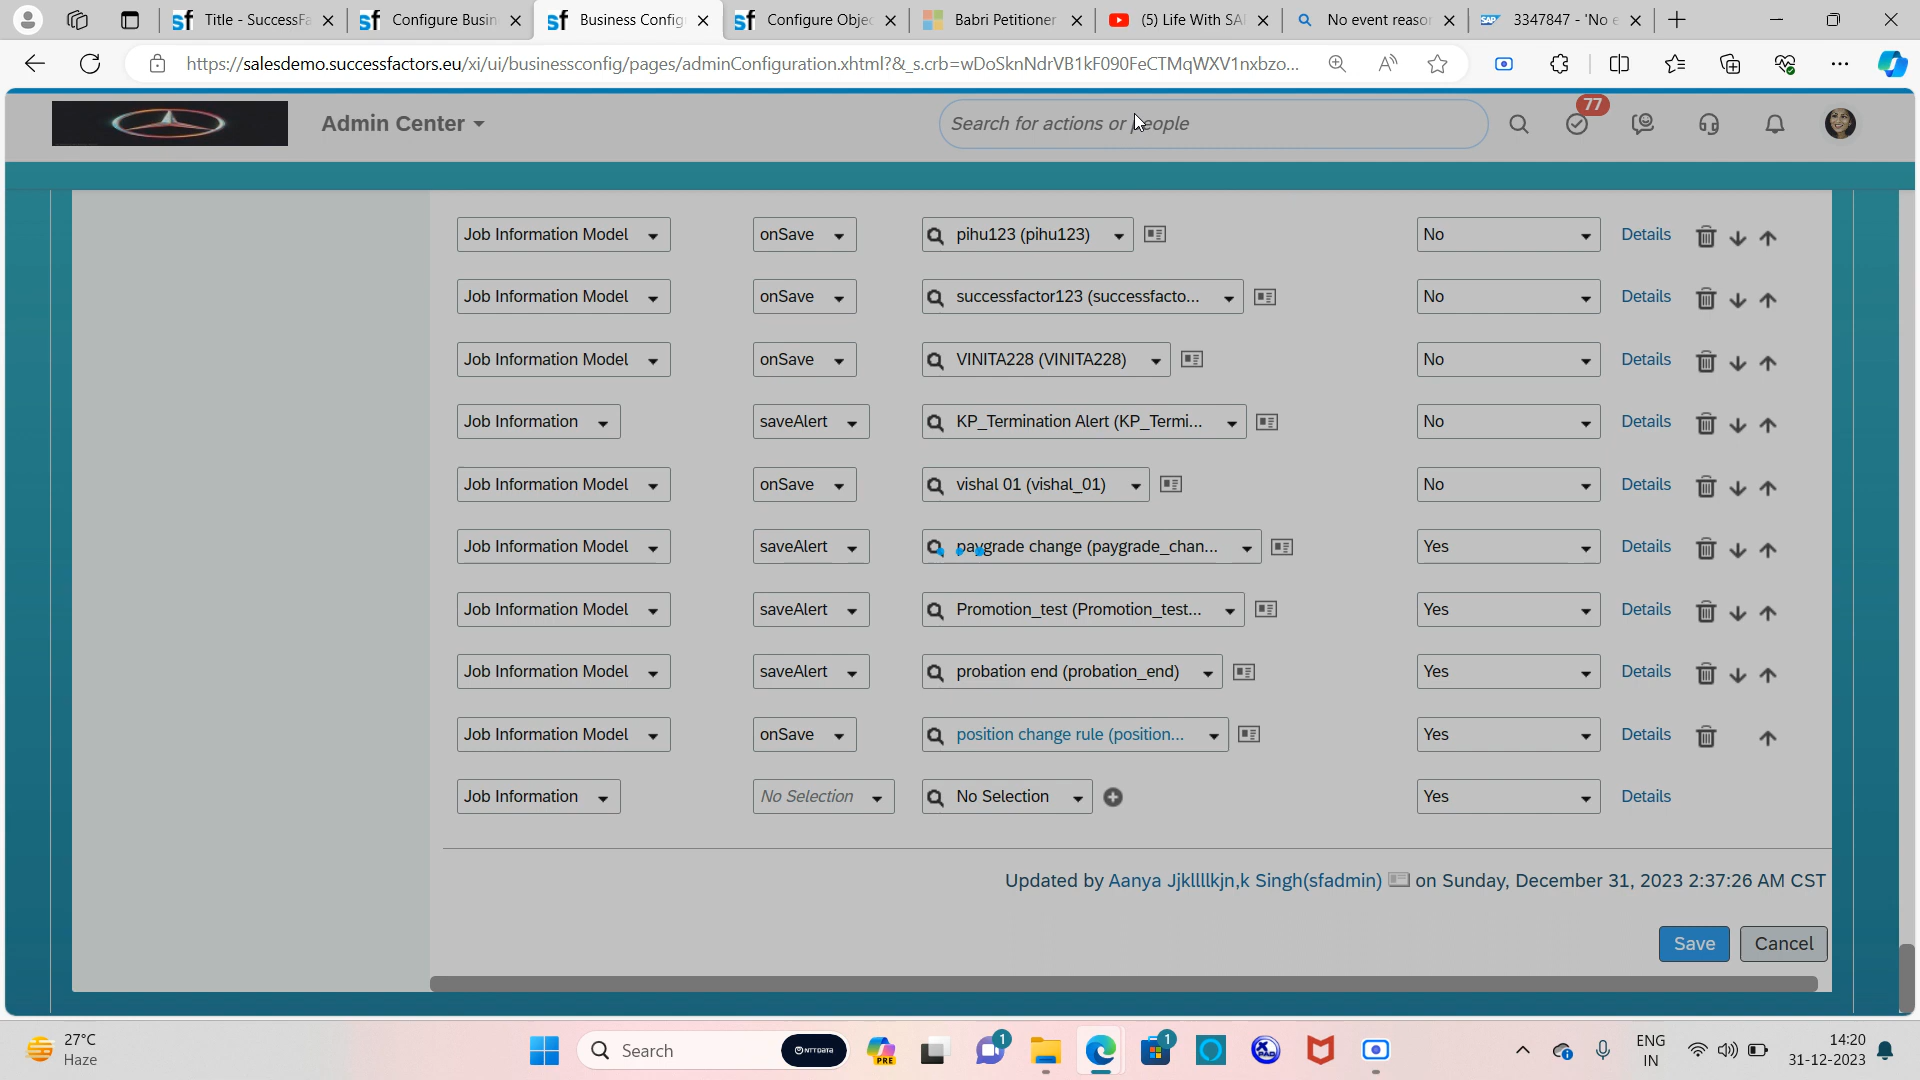 Title - SuccessFa
Configure Busin
Business Config
Configure Objec
Babri Petitioner
(5) Life With SA
No event reaso
3347847 - 'No e
https://salesdemo.successfactors.eu/xi/ui/businessconfig/pages/adminConfiguration.xhtml?&_s.crb=wDoSknNdrVB1kF090FeCTMqWXV1nxbzo...
Admin Center
Search for actions or people
77
Job Information Model onSave pihu123 (pihu123) No Details
Job Information Model onSave successfactor123 (successfacto... No Details
Job Information Model onSave VINITA228 (VINITA228) No Details
Job Information saveAlert KP_Termination Alert (KP_Termi... No Details
Job Information Model onSave vishal 01 (vishal_01) No Details
Job Information Model saveAlert paygrade change (paygrade_chan... Yes Details
Job Information Model saveAlert Promotion_test (Promotion_test... Yes Details
Job Information Model saveAlert probation end (probation_end) Yes Details
Job Information Model onSave position change rule (position... Yes Details
Job Information No Selection No Selection Yes Details
Updated by Aanya Jjkllllkjn,k Singh(sfadmin) on Sunday, December 31, 2023 2:37:26 AM CST
Save Cancel
27°C
Haze
Search
NTT DATA
PRE
1
1
ENG
IN
14:20
31-12-2023